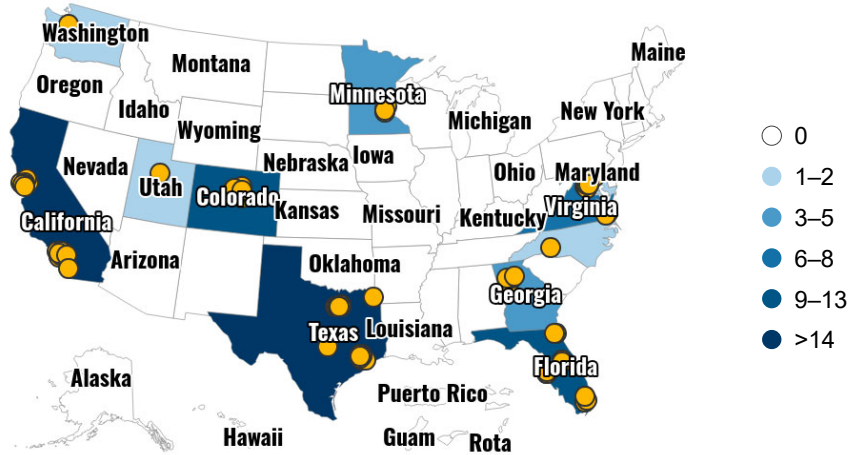 Washington
Oregon
Montana
Idaho
Wyoming
Minnesota
Michigan
New York
Maine
Nevada
Utah
Colorado
Nebraska
Iowa
Kansas
Missouri
Ohio
Maryland
Kentucky
Virginia
California
Arizona
Oklahoma
Georgia
Texas
Louisiana
Florida
Alaska
Hawaii
Puerto Rico
Guam
Rota
0
1–2
3–5
6–8
9–13
>14